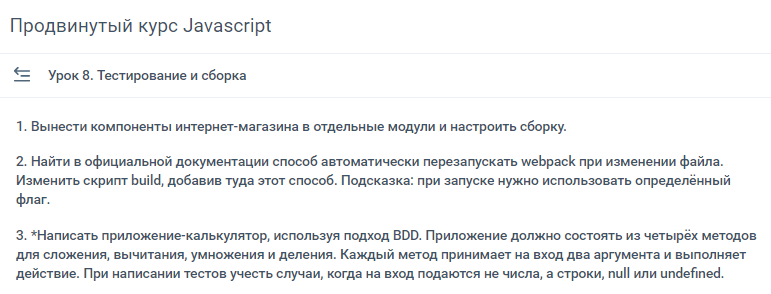 Продвинутый курс Javascript
Урок 8. Тестирование и сборка
1. Вынести компоненты интернет-магазина в отдельные модули и настроить сборку.
2. Найти в официальной документации способ автоматически перезапускать webpack при изменении файла.
Изменить скрипт build, добавив туда этот способ. Подсказка: при запуске нужно использовать определённый
флаг.
3. *Написать приложение-калькулятор, используя подход BDD. Приложение должно состоять из четырёх методов
для сложения, вычитания, умножения и деления. Каждый метод принимает на вход два аргумента и выполняет
действие. При написании тестов учесть случаи, когда на вход подаются не числа, а строки, null или undefined.